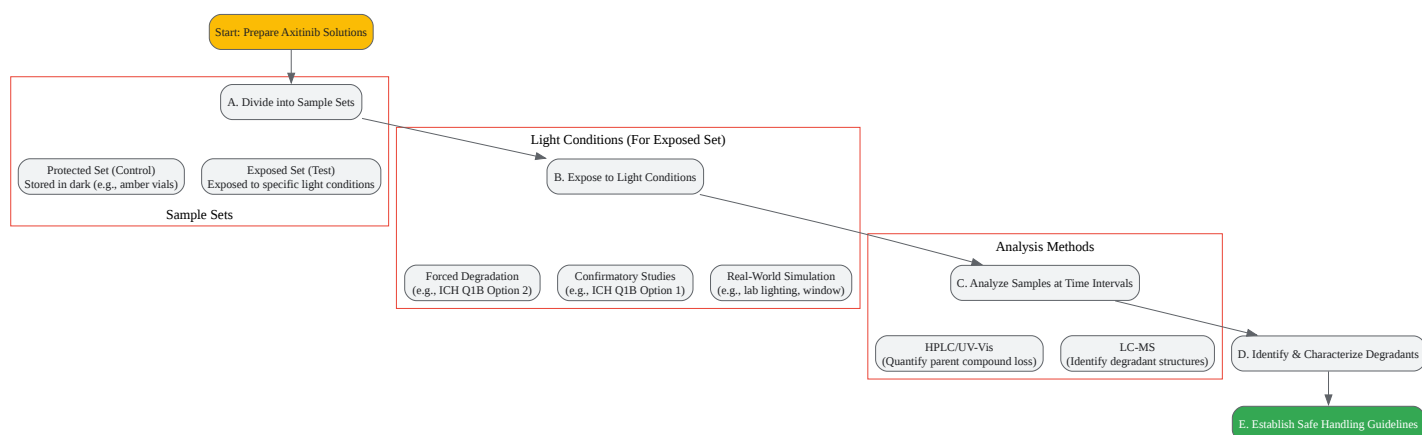 Start: Prepare Axitinib Solutions
A. Divide into Sample Sets
Protected Set (Control)
Stored in dark (e.g., amber vials)
Exposed Set (Test)
Exposed to specific light conditions
Sample Sets
Light Conditions (For Exposed Set)
B. Expose to Light Conditions
Forced Degradation
(e.g., ICH Q1B Option 2)
Confirmatory Studies
(e.g., ICH Q1B Option 1)
Real-World Simulation
(e.g., lab lighting, window)
Analysis Methods
C. Analyze Samples at Time Intervals
HPLC/UV-Vis
(Quantify parent compound loss)
LC-MS
(Identify degradant structures)
D. Identify & Characterize Degradants
E. Establish Safe Handling Guidelines